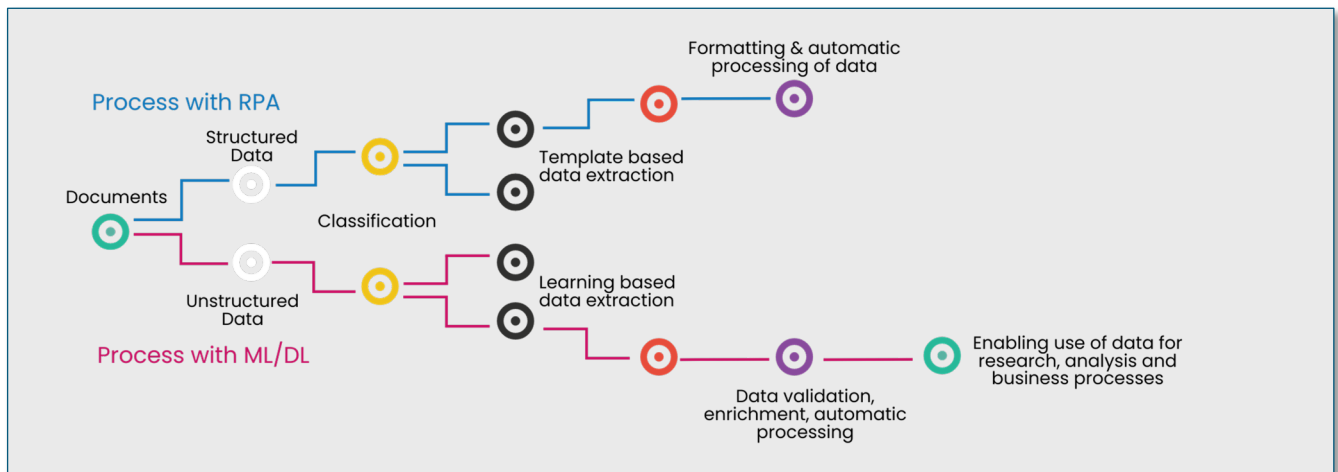 Formatting & automatic
processing of data
Process with RPA
Structured
Data
Template based
data extraction
Documents
Classification
Learning based
data extraction
Unstructured
Data
Process with ML/DL
Enabling use of data for
research, analysis and
business processes
Data validation,
enrichment, automatic
processing